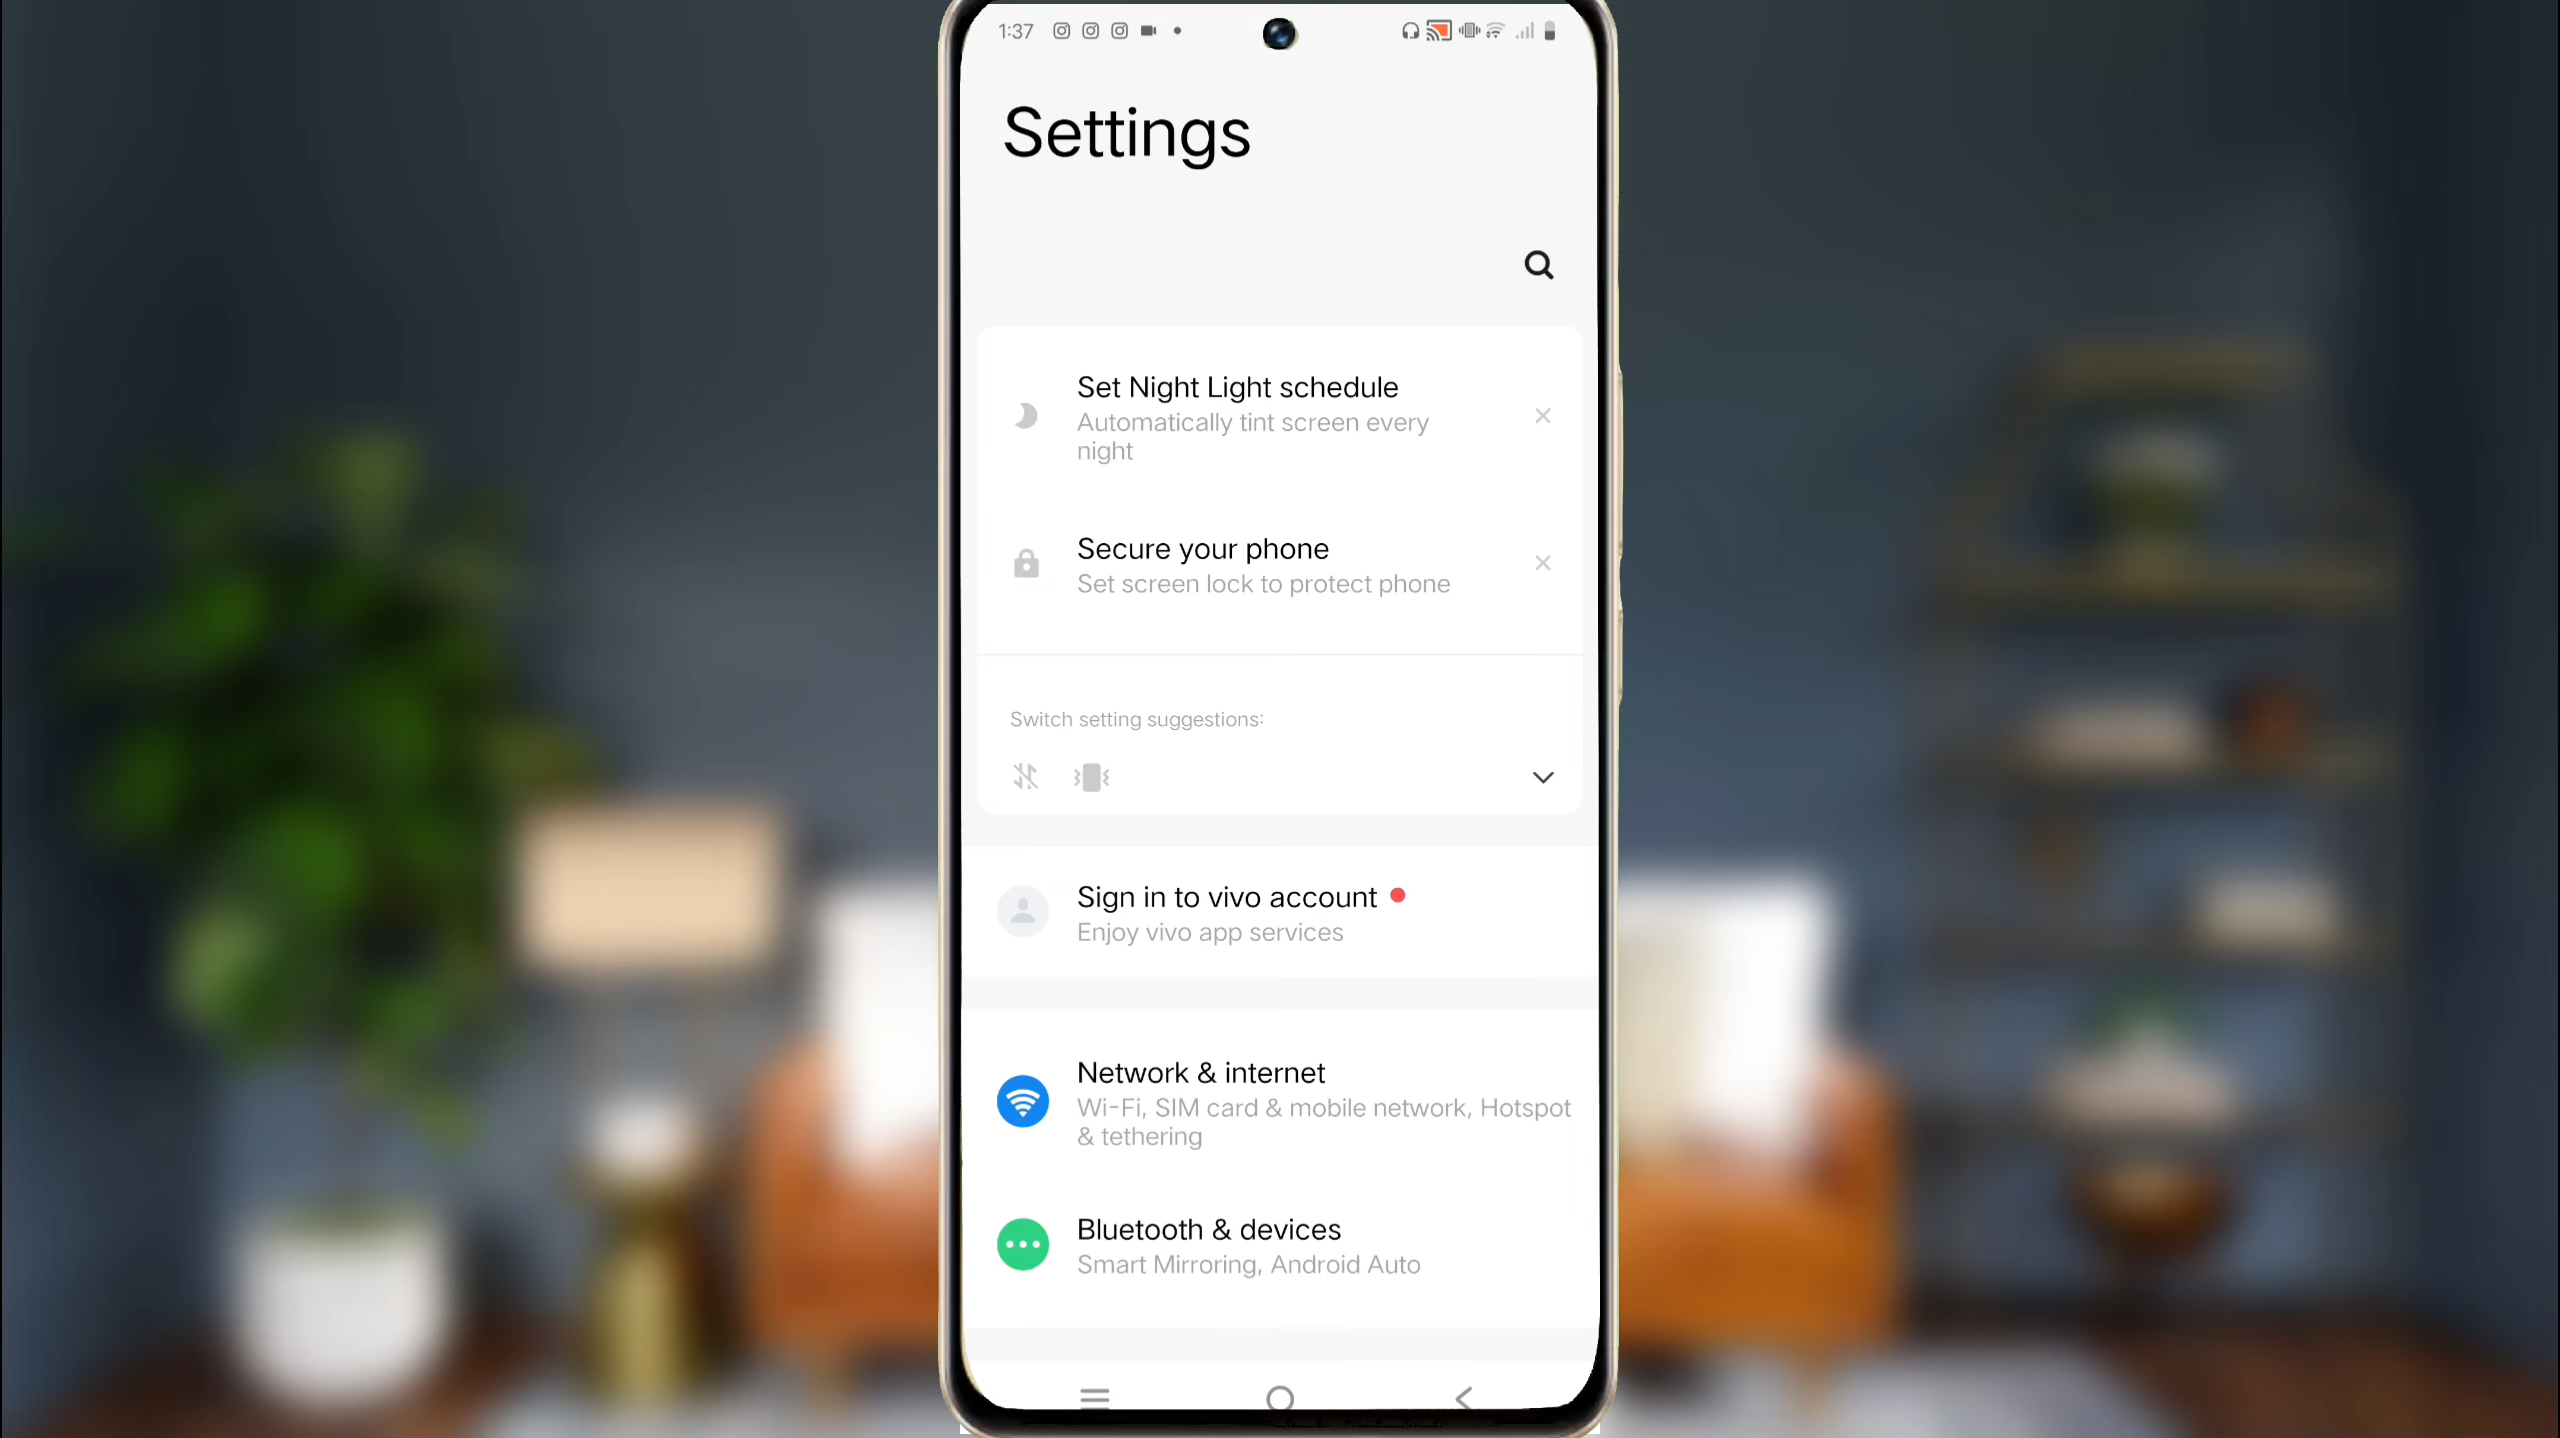 1:37
Settings
Set Night Light schedule
Automatically tint screen every
night
Secure your phone
Set screen lock to protect phone
Switch setting suggestions:
Sign in to vivo account
Enjoy vivo app services
Network & internet
Wi-Fi, SIM card & mobile network, Hotspot
& tethering
Bluetooth & devices
Smart Mirroring, Android Auto